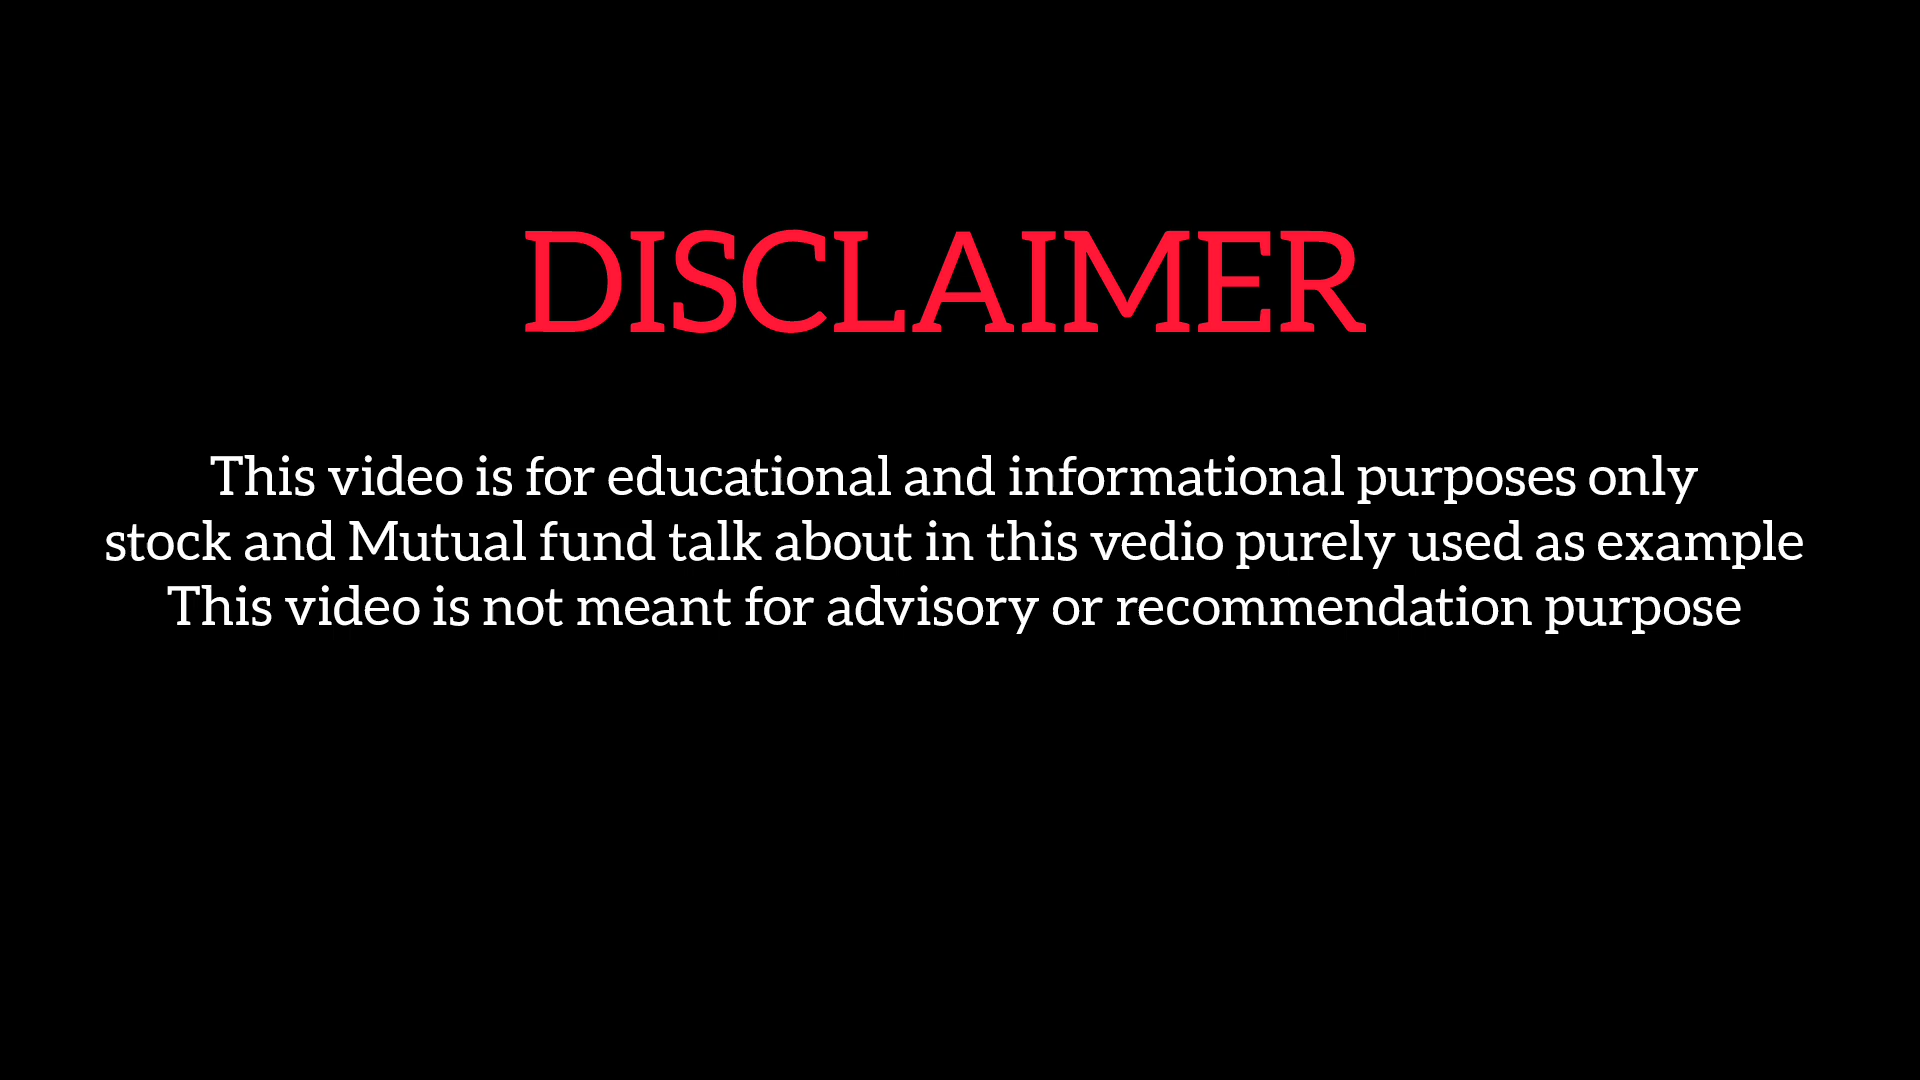 DISCLAIMER
This video is for educational and informational purposes only
stock and Mutual fund talk about in this vedio purely used as example
This video is not meant for advisory or recommendation purpose